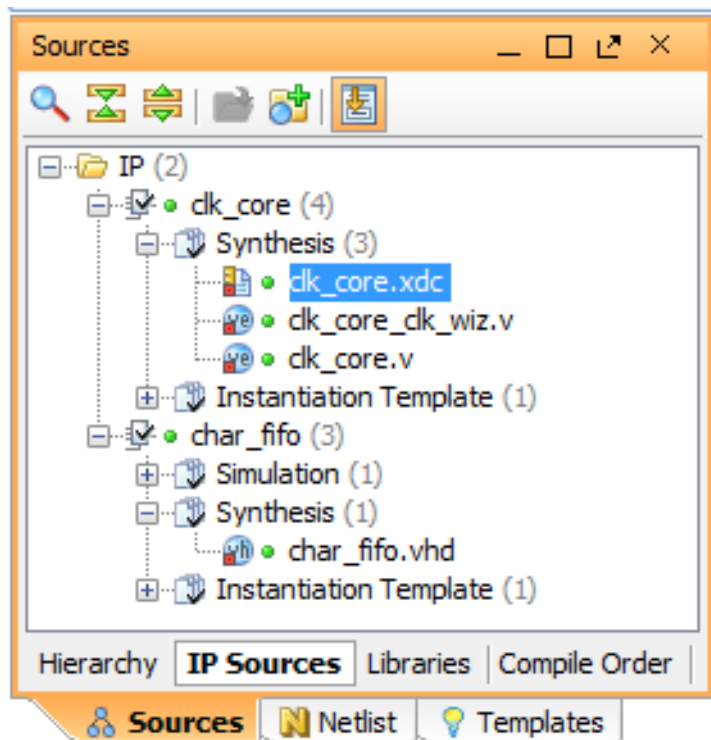 Sources
IP (2)
clk_core (4)
Synthesis (3)
clk_core.xdc
clk_core_clk_wiz.v
clk_core.v
Instantiation Template (1)
char_fifo (3)
Simulation (1)
Synthesis (1)
char_fifo.vhd
Instantiation Template (1)
Hierarchy IP Sources Libraries Compile Order
Sources Netlist Templates